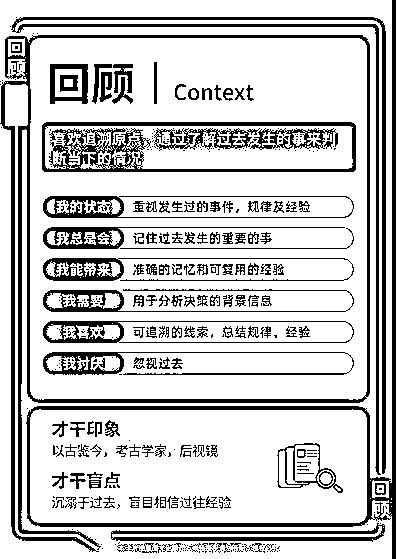 回顾
回顾 | Context
喜欢追溯原点，通过了解过去发生的事来判
断当下的情况
我的状态 重视发生过的事件，规律及经验
我总是会 记住过去发生的重要的事
我能带来 准确的记忆和可复用的经验
我需要 用于分析决策的背景信息
我喜欢 可追溯的线索，总结规律，经验
我讨厌 忽视过去
才干印象
以古鉴今，考古学家，后视镜
才干盲点
沉溺于过去，盲目相信过往经验
回顾